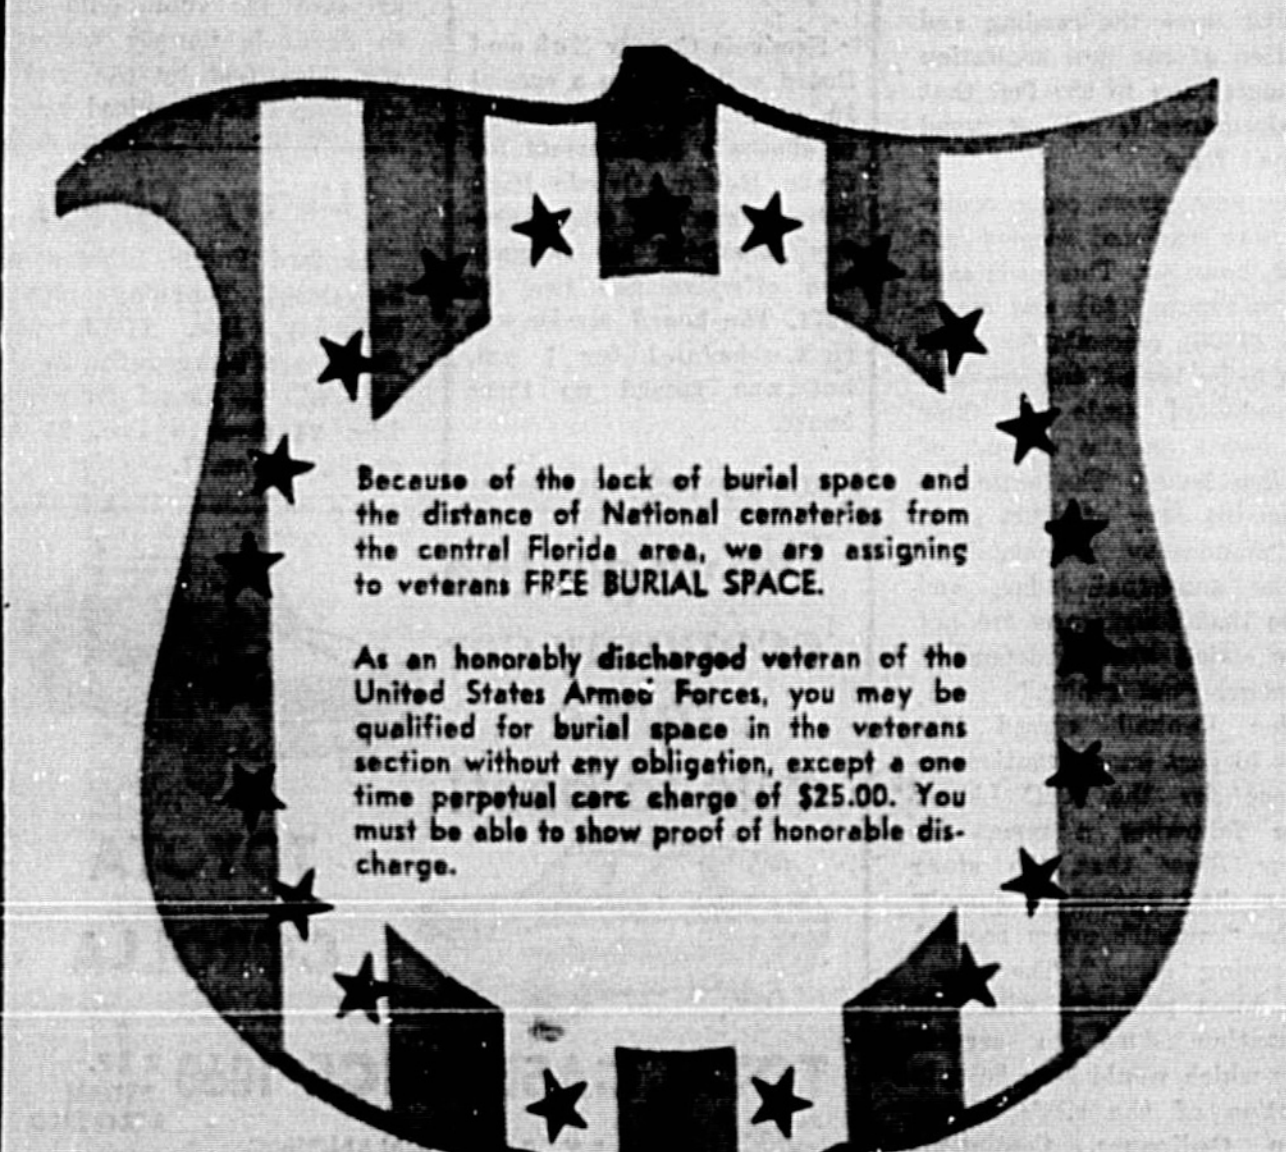 Because of the lack of burial space and
the distance of National cemeteries from
the central Florida area, we are assigning
to veterans FREE BURIAL SPACE.
As an honorably discharged veteran of the
United States Armed Forces, you may be
qualified for burial space in the veterans
section without any obligation, except a one
time perpetual care charge of $25.00. You
must be able to show proof of honorable dis-
charge.